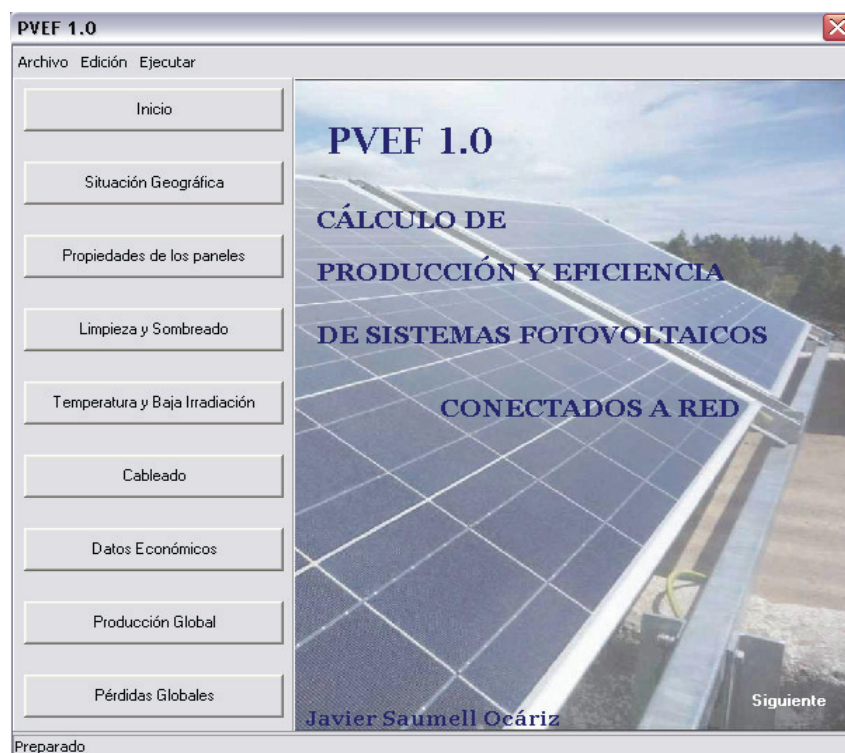 PVEF 1.0
Archivo Edición Ejecutar
Inicio
Situación Geográfica
Propiedades de los paneles
Limpieza y Sombreado
Temperatura y Baja Irradiación
Cableado
Datos Económicos
Producción Global
Pérdidas Globales
PVEF 1.0
CÁLCULO DE
PRODUCCIÓN Y EFICIENCIA
DE SISTEMAS FOTOVOLTAICOS
CONECTADOS A RED
Siguiente
Javier Saumell Ocáriz
Preparado